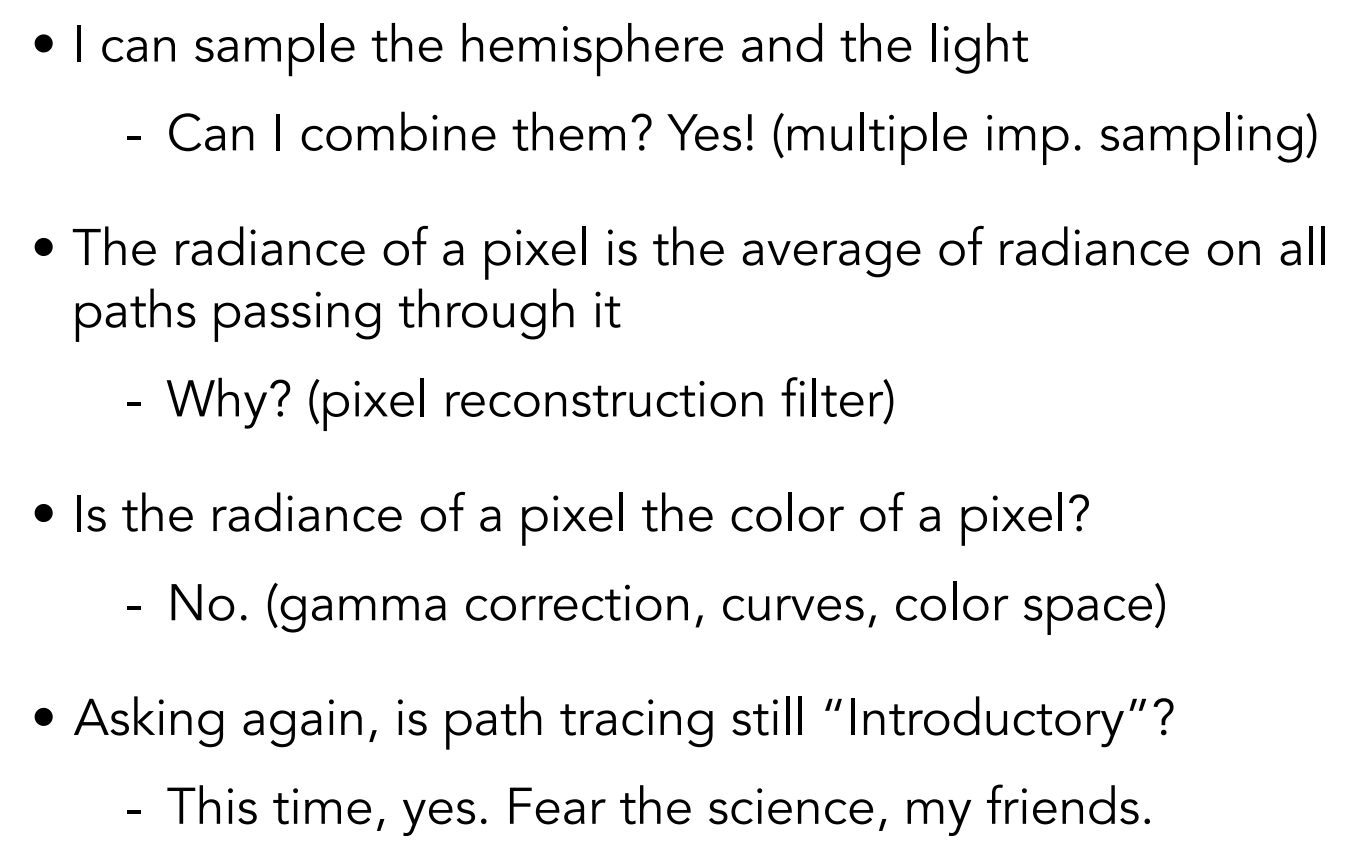 • I can sample the hemisphere and the light
- Can I combine them? Yes! (multiple imp. sampling)
• The radiance of a pixel is the average of radiance on all
paths passing through it
- Why? (pixel reconstruction filter)
• Is the radiance of a pixel the color of a pixel?
- No. (gamma correction, curves, color space)
• Asking again, is path tracing still “Introductory”?
- This time, yes. Fear the science, my friends.